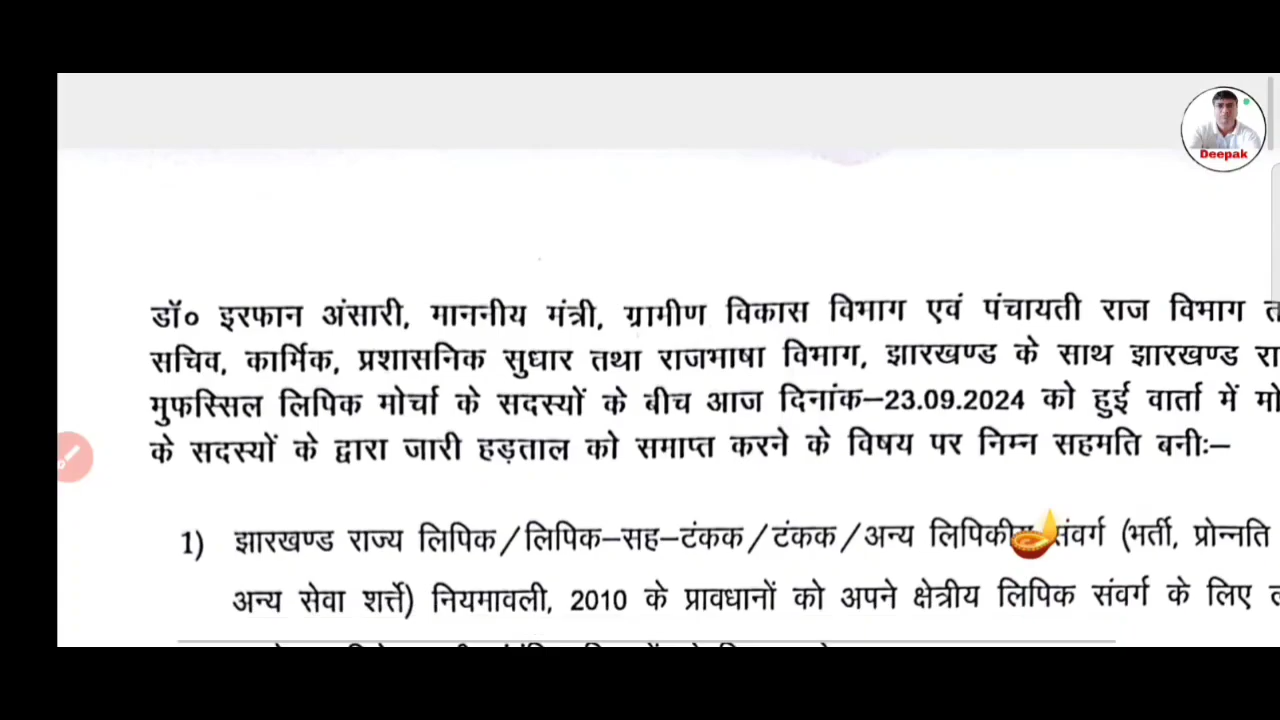 Deepak
डॉ० इरफान अंसारी, माननीय मंत्री, ग्रामीण विकास विभाग एवं पंचायती राज विभाग
सचिव, कार्मिक, प्रशासनिक सुधार तथा राजभाषा विभाग, झारखण्ड के साथ झारखण्ड
मुफस्सिल लिपिक मोर्चा के सदस्यों के बीच आज दिनांक–23.09.2024 को हुई वार्ता में
के सदस्यों के द्वारा जारी हड़ताल को समाप्त करने के विषय पर निम्न सहमति बनीः–
1) झारखण्ड राज्य लिपिक/लिपिक–सह–टंकक/टंकक/अन्य लिपिकीय संवर्ग (भर्ती, प्रोन्नति
अन्य सेवा शर्त्ते) नियमावली, 2010 के प्रावधानों को अपने क्षेत्रीय लिपिक संवर्ग के लिए